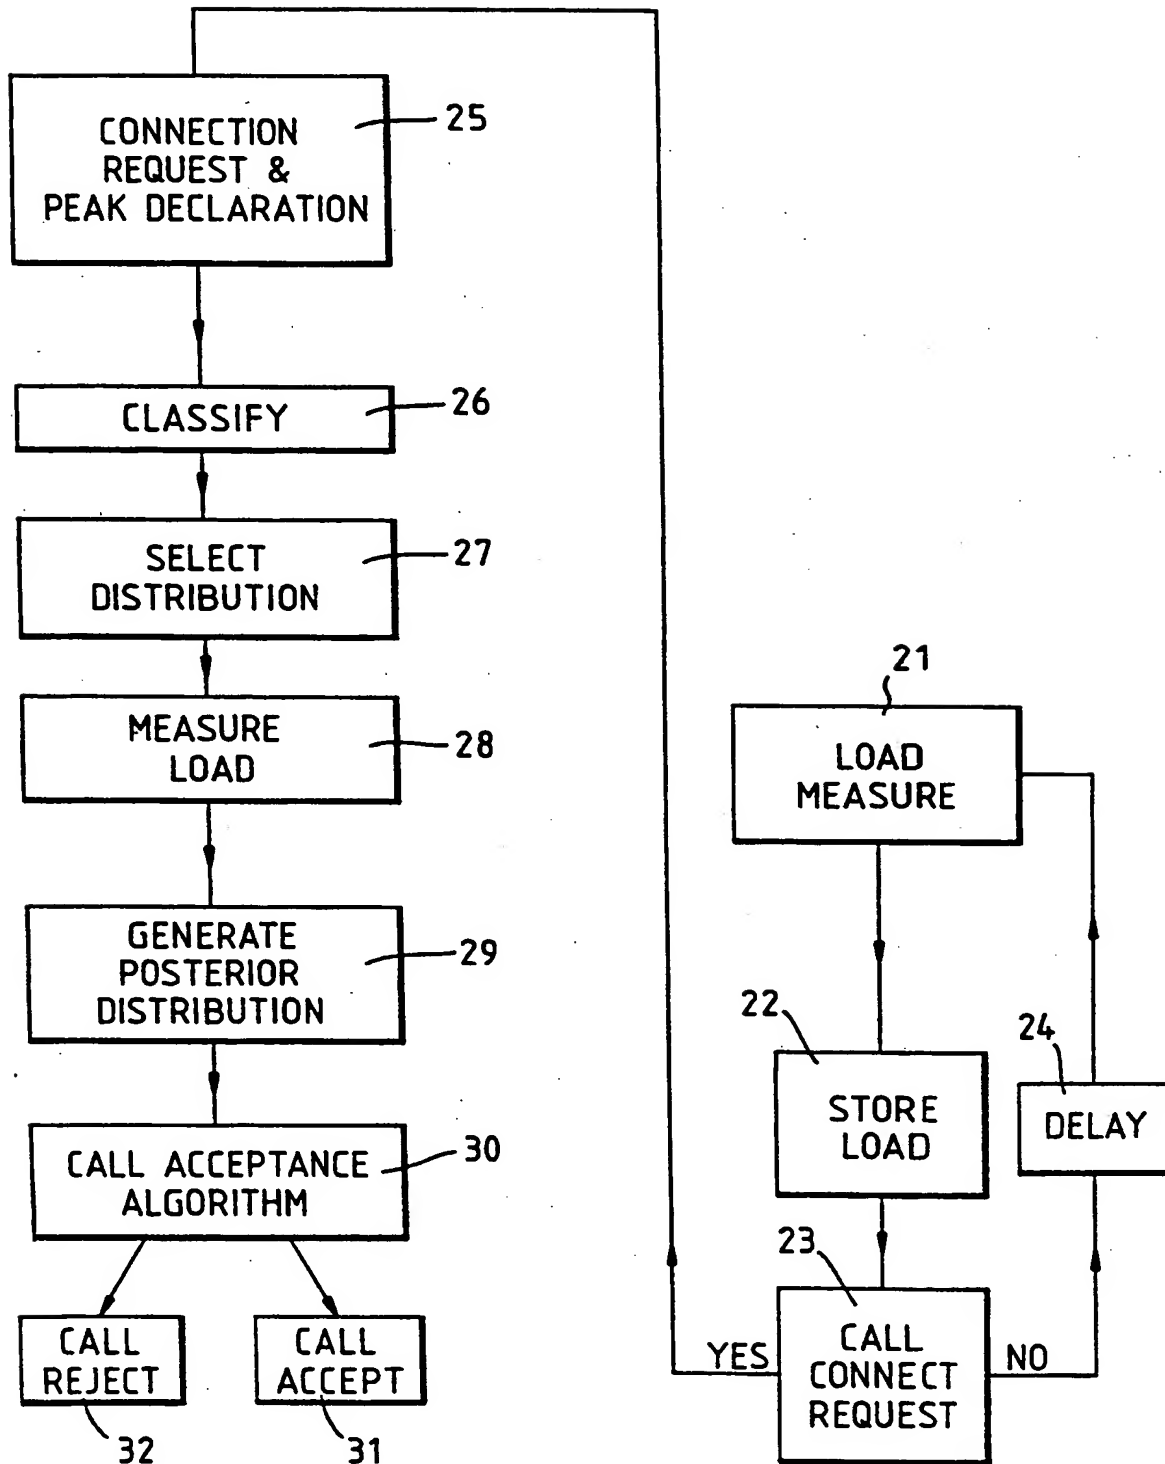 CONNECTION
REQUEST &
PEAK DECLARATION
25
CLASSIFY
26
SELECT
DISTRIBUTION
27
MEASURE
LOAD
28
GENERATE
POSTERIOR
DISTRIBUTION
29
CALL ACCEPTANCE
ALGORITHM
30
CALL
REJECT
32
CALL
ACCEPT
31
21
LOAD
MEASURE
22
STORE
LOAD
24
DELAY
23
CALL
CONNECT
REQUEST
YES
NO